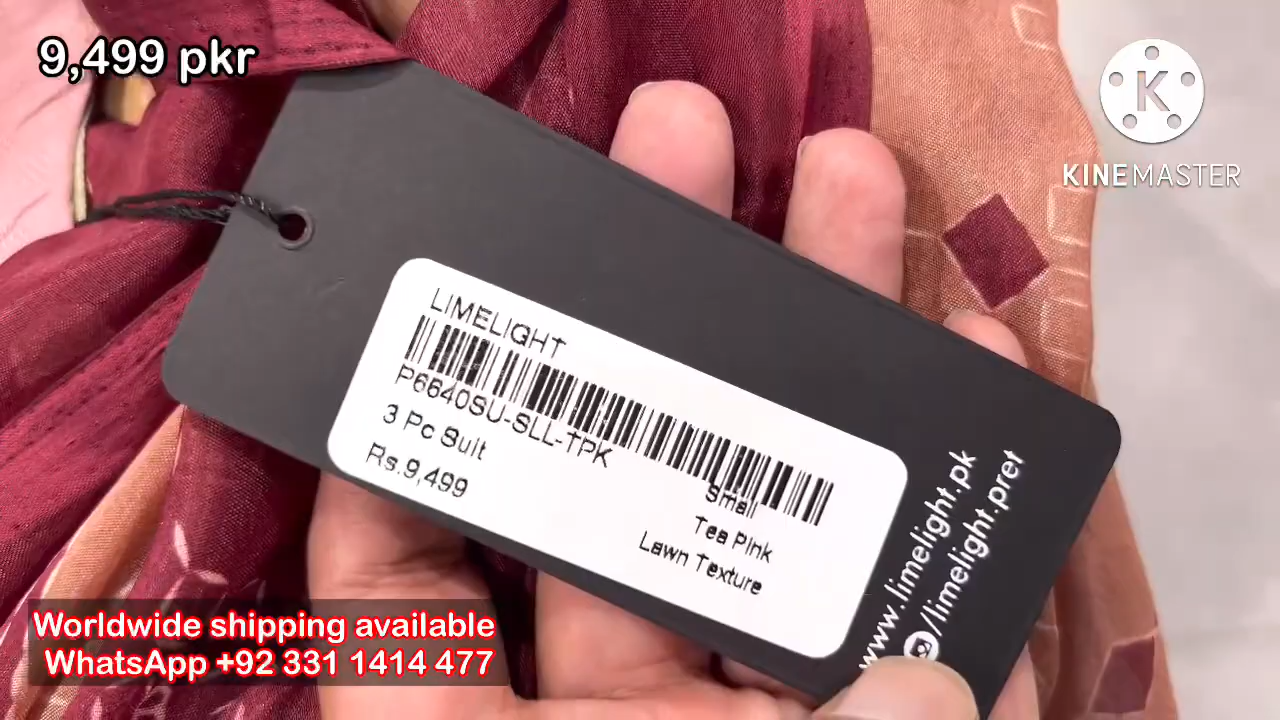 9,499 pkr
K
KINEMASTER
LIMELIGHT
P6640SU-SLL-TPK
3 Pc Suit
Rs.9,499
Small
Tea Pink
Lawn Texture
www.limelight.pk
/limelight.pret
Worldwide shipping available
WhatsApp +92 331 1414 477